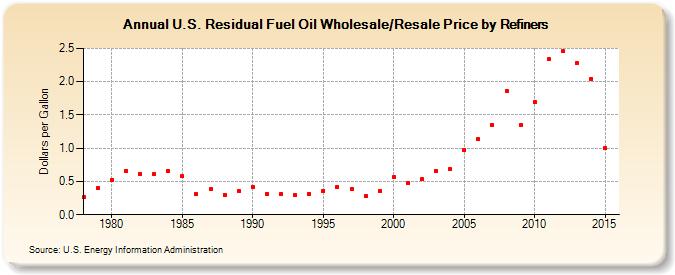 Annual U.S. Residual Fuel Oil Wholesale/Resale Price by Refiners
Dollars per Gallon
2.5
2.0
1.5
1.0
0.5
0.0
1980 1985 1990 1995 2000 2005 2010 2015
Source: U.S. Energy Information Administration